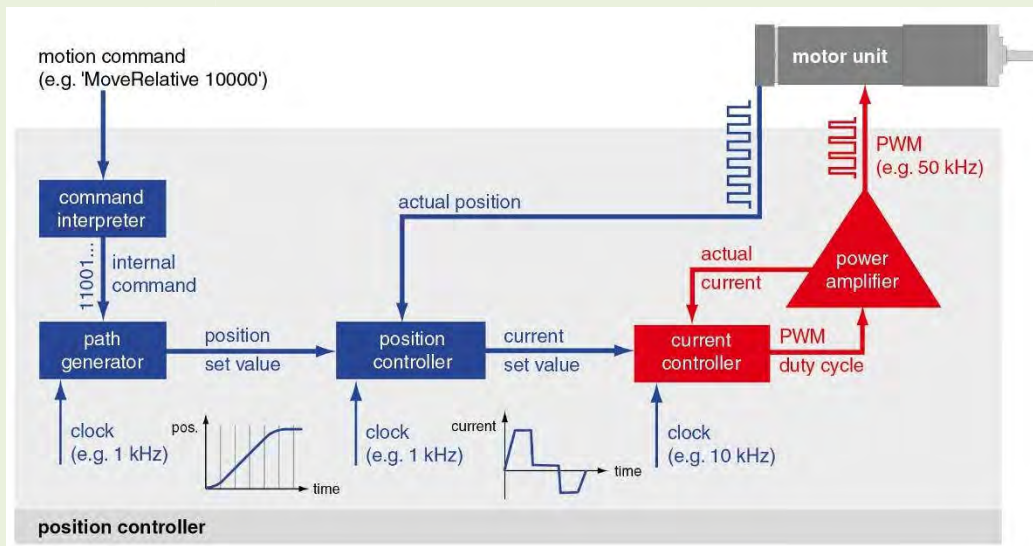 motion command
(e.g. 'MoveRelative 10000')
motor unit
PWM
(e.g. 50 kHz)
command
interpreter
actual position
11001...
internal
command
actual
current
power
amplifier
path
generator
position
set value
position
controller
current
set value
current
controller
PWM
duty cycle
clock
(e.g. 1 kHz)
pos.
time
clock
(e.g. 1 kHz)
current
time
clock
(e.g. 10 kHz)
position controller